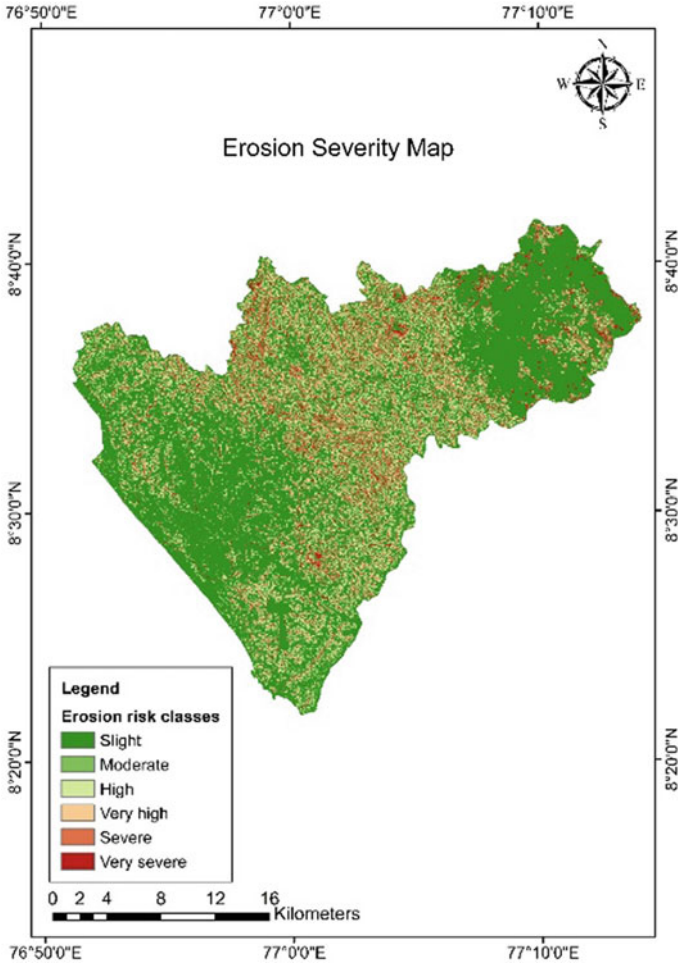 76°50'0"E 77°0'0"E 77°10'0"E
N
W E
S
Erosion Severity Map
8°40'0"N 8°40'0"N
8°30'0"N 8°30'0"N
8°20'0"N 8°20'0"N
Legend
Erosion risk classes
Slight
Moderate
High
Very high
Severe
Very severe
0 2 4 8 12 16
Kilometers
76°50'0"E 77°0'0"E 77°10'0"E